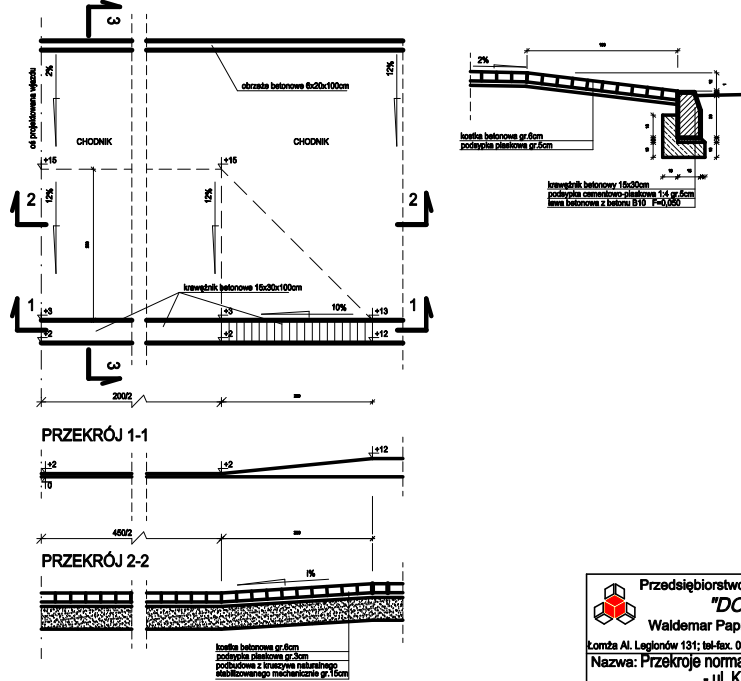 3
2%
12%
oś projektowana wjazdu
obrzeże betonowe 6x20x100cm
CHODNIK
CHODNIK
+15
+15
12%
12%
2
2
krawężnik betonowe 15x30x100cm
+3
+3
10%
+13
1
1
+2
+2
+12
3
200/2
PRZEKRÓJ 1-1
+2
0
+2
+12
450/2
PRZEKRÓJ 2-2
i%
kostka betonowa gr.6cm
podsypka piaskowa gr.3cm
podbudowa z kruszywa naturalnego
stabilizowanego mechanicznie gr.15cm
2%
kostka betonowa gr.6cm
podsypka piaskowa gr.5cm
krawężnik betonowy 15x30cm
podsypka cementowo-piaskowa 1:4 gr.5cm
ława betonowa z betonu B10 F=0,050
Przedsiębiorstwo
"DO
Waldemar Pap
Łomża Al. Legionów 131; tel-fax. 0
Nazwa: Przekroje norma
- ul. K